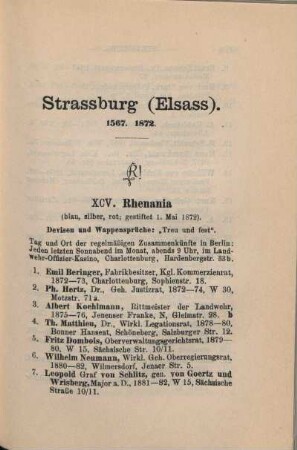 Strassburg (Elsass).
1567. 1872.
XCV. Rhenania
(blau, silber, rot; gestiftet 1. Mai 1872).
Devisen und Wappensprüche: „Treu und fest“.
Tag und Ort der regelmäßigen Zusammenkünfte in Berlin:
Jeden letzten Sonnabend im Monat, abends 9 Uhr, im Land-
wehr-Offizier-Kasino, Charlottenburg, Hardenbergstr. 33b.
1. Emil Beringer, Fabrikbesitzer, Kgl. Kommerzienrat,
1872—73, Charlottenburg, Sophienstr. 18.
2. Ph. Hertz, Dr., Geh. Justizrat, 1872—74, W 30,
Motzstr. 71a.
3. Albert Kochlmann, Rittmeister der Landwehr,
1875—76, Jenenser Franconia, N, Gleimstr. 28. b
4. Th. Matthieu, Dr., Wirkl. Legationsrat, 1878—80,
Bonner Hansent, Schöneberg, Salzburger Str. 12.
5. Fritz Dombois, Oberverwaltungsgerichtsrat, 1879—
80, W 15, Sächsische Str. 10/11.
6. Wilhelm Neumann, Wirkl. Geh. Oberregierungsrat,
1880—82, Wilmersdorf, Jenaer Str. 5.
7. Leopold Graf von Schlitz, gen. von Goertz und
Wrisberg, Major a. D., 1881—82, W 15, Sächsische
Straße 10/11.